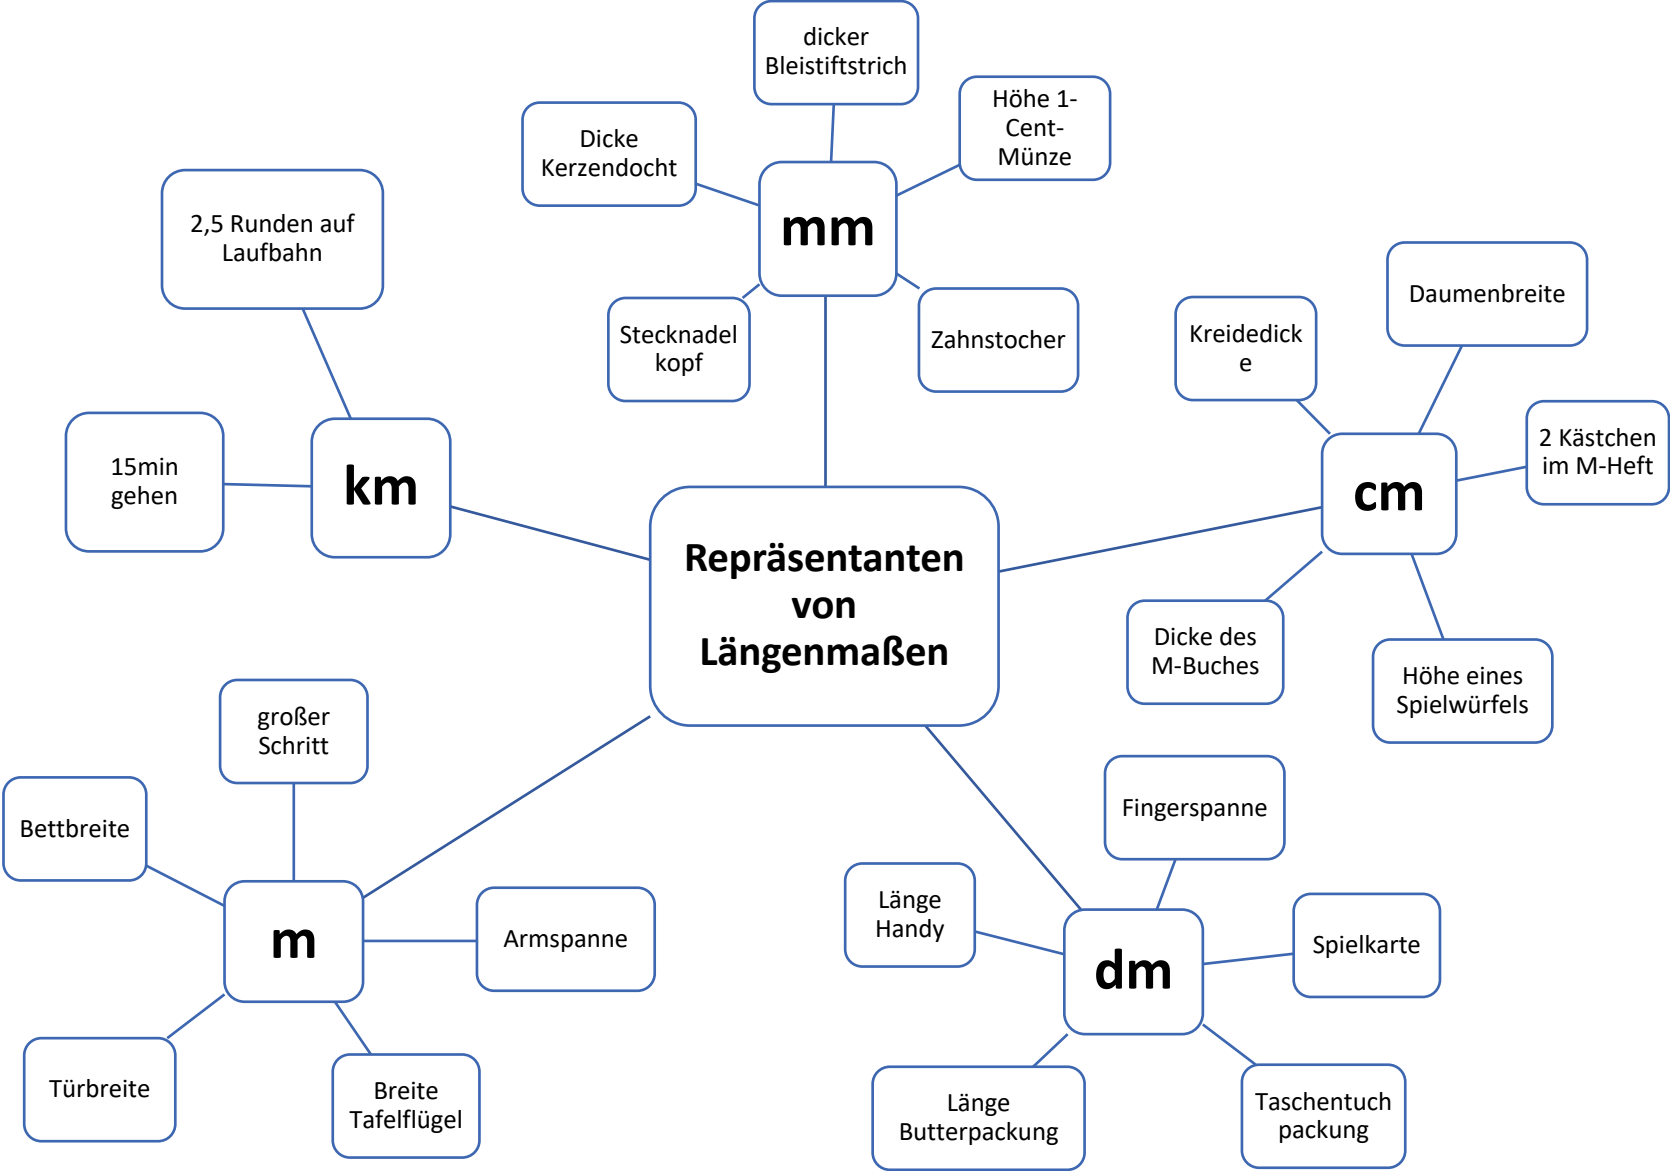 dicker
Bleistiftstrich
Höhe 1-
Cent-
Münze
Dicke
Kerzendocht
mm
Stecknadel
kopf
Zahnstocher
2,5 Runden auf
Laufbahn
15min
gehen
km
Daumenbreite
Kreidedick
e
2 Kästchen
im M-Heft
cm
Dicke des
M-Buches
Höhe eines
Spielwürfels
Repräsentanten
von
Längenmaßen
großer
Schritt
Bettbreite
m
Armspanne
Türbreite
Breite
Tafelflügel
Fingerspanne
Länge
Handy
dm
Spielkarte
Länge
Butterpackung
Taschentuch
packung